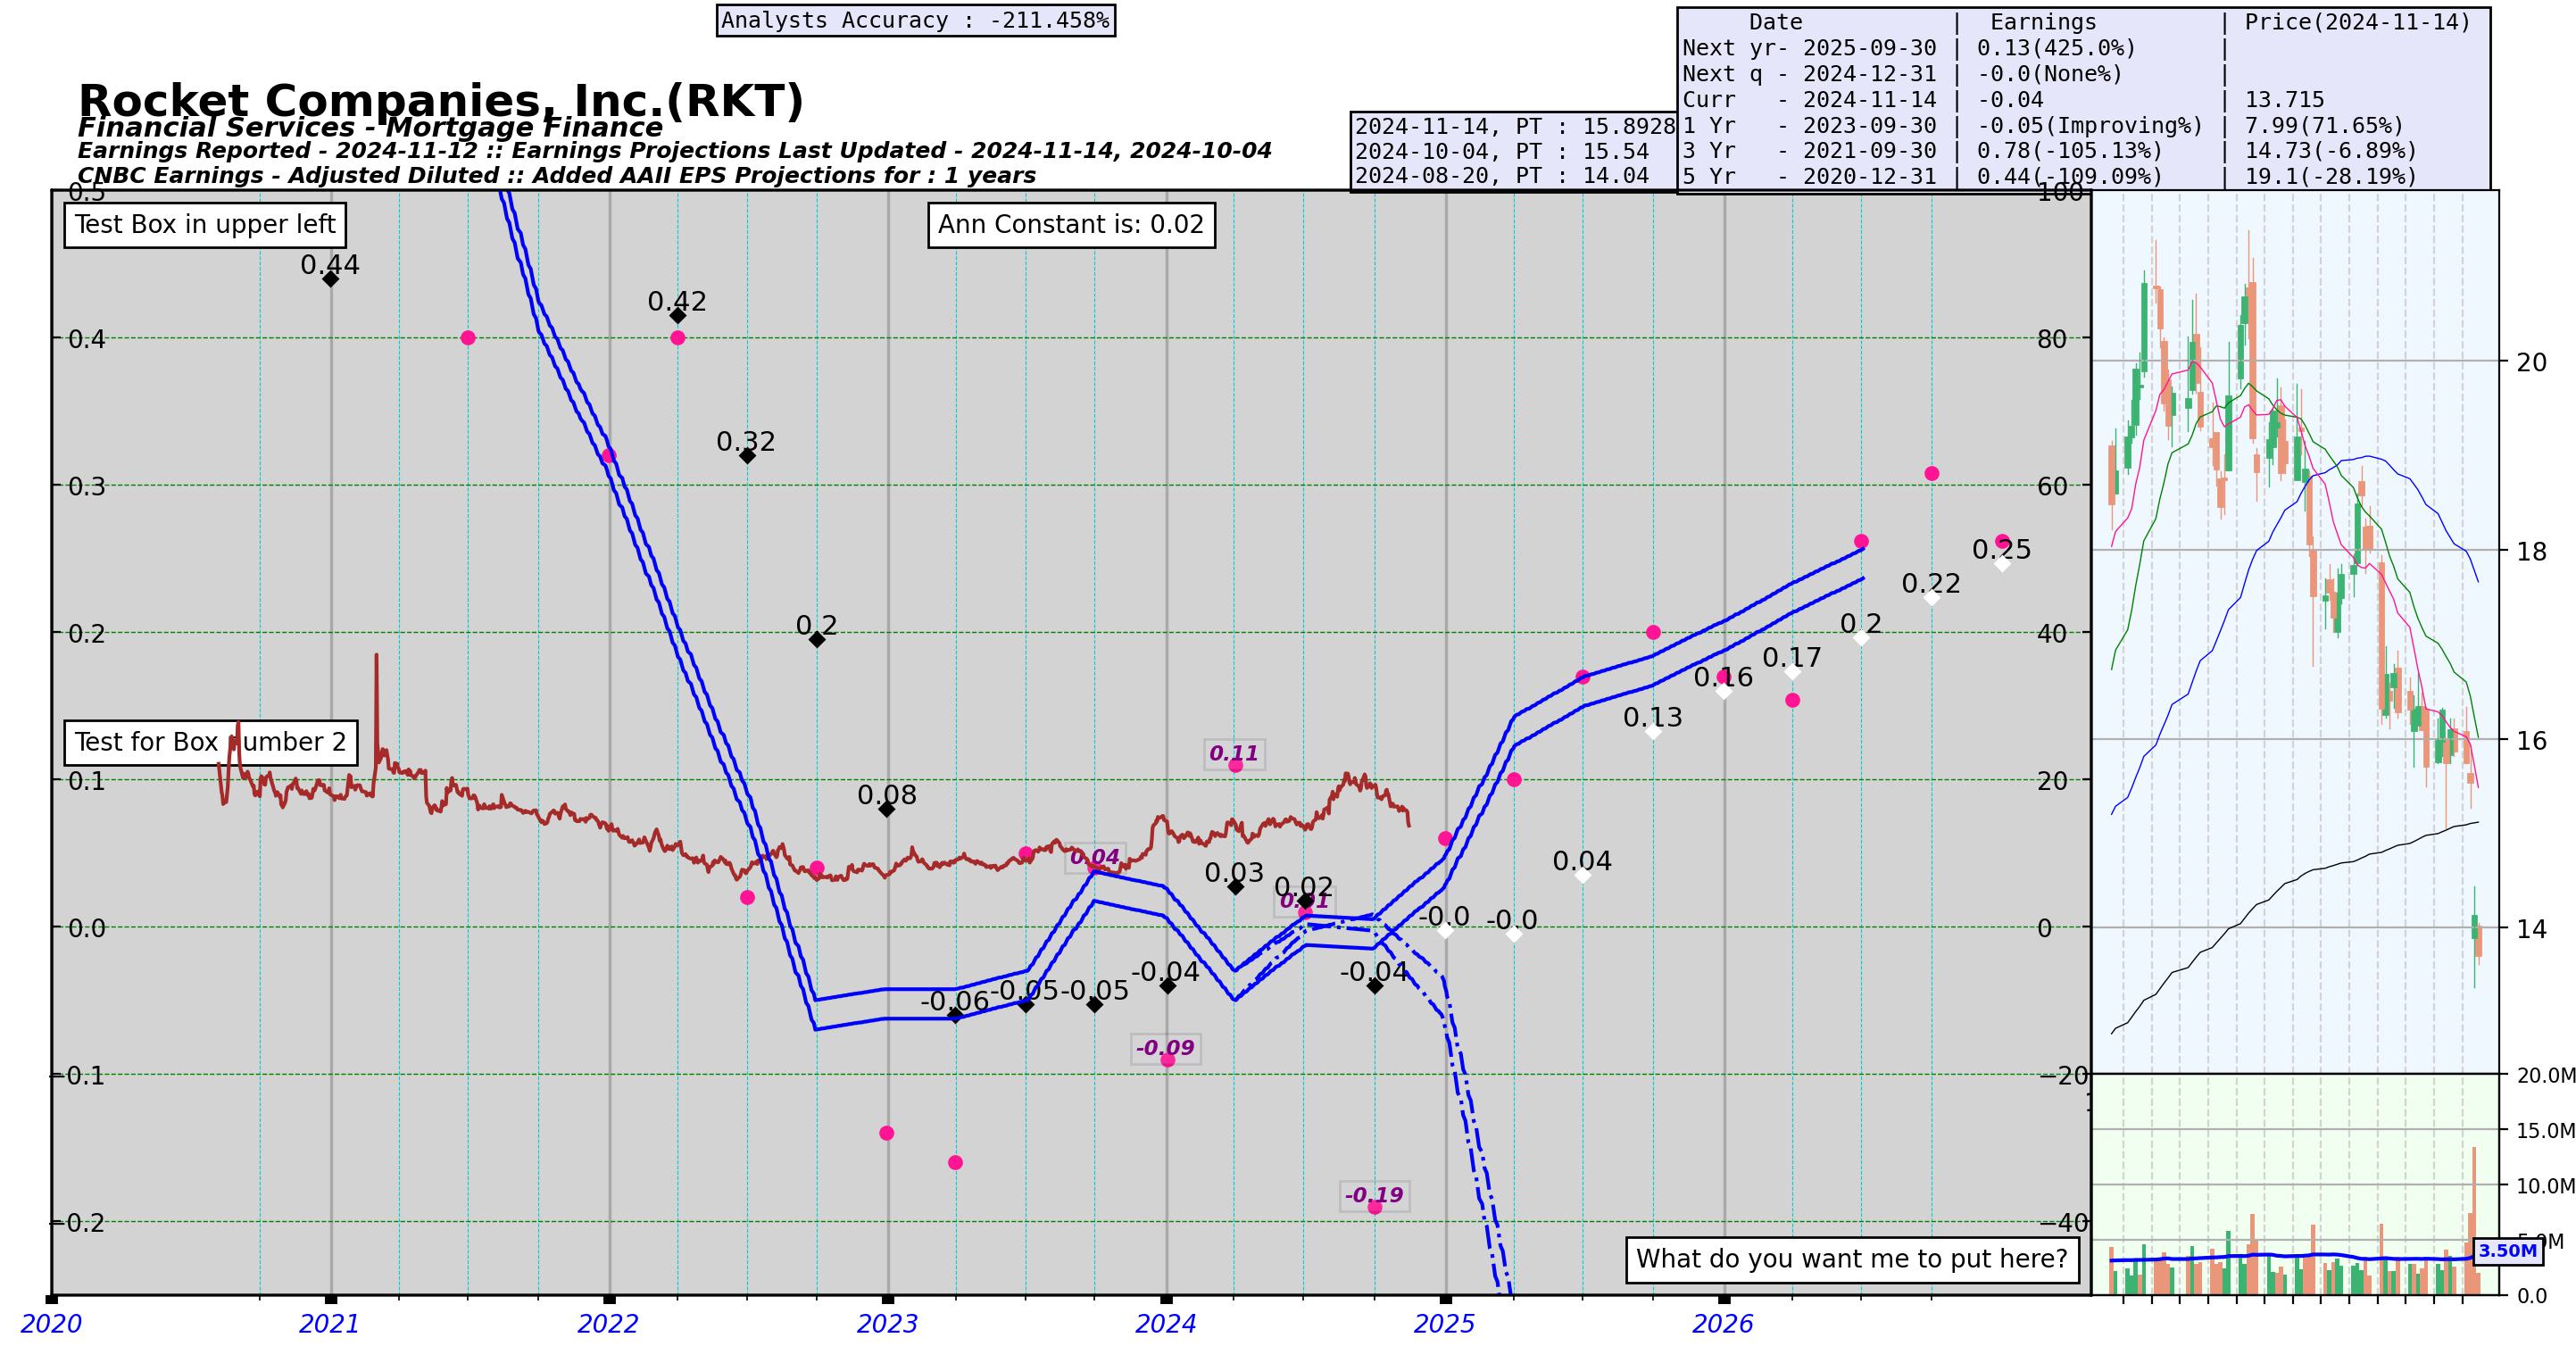 Analysts Accuracy : -211.458%
Date | Earnings | Price(2024-11-14)
Next yr- 2025-09-30 | 0.13(425.0%) |
Next q - 2024-12-31 | -0.0(None%) |
Curr - 2024-11-14 | -0.04 | 13.715
1 Yr - 2023-09-30 | -0.05(Improving%) | 7.99(71.65%)
3 Yr - 2021-09-30 | 0.78(-105.13%) | 14.73(-6.89%)
5 Yr - 2020-12-31 | 0.44(-109.09%) | 19.1(-28.19%)
Rocket Companies, Inc.(RKT)
Financial Services - Mortgage Finance
Earnings Reported - 2024-11-12 :: Earnings Projections Last Updated - 2024-11-14, 2024-10-04
CNBC Earnings - Adjusted Diluted :: Added AAII EPS Projections for : 1 years
2024-11-14, PT : 15.8928
2024-10-04, PT : 15.54
2024-08-20, PT : 14.04
Test Box in upper left
Ann Constant is: 0.02
Test for Box number 2
What do you want me to put here?
0.5
0.4
0.3
0.2
0.1
0.0
−0.1
−0.2
0.44
0.42
0.32
0.2
0.08
-0.06
-0.05
-0.05
-0.04
0.03
0.02
-0.04
-0.0
-0.0
0.04
0.13
0.16
0.17
0.2
0.22
0.25
0.04
-0.09
0.11
0.01
-0.19
100
80
60
40
20
0
−20
−40
20
18
16
14
20.0M
15.0M
10.0M
5.0M
3.50M
0.0
2020 2021 2022 2023 2024 2025 2026